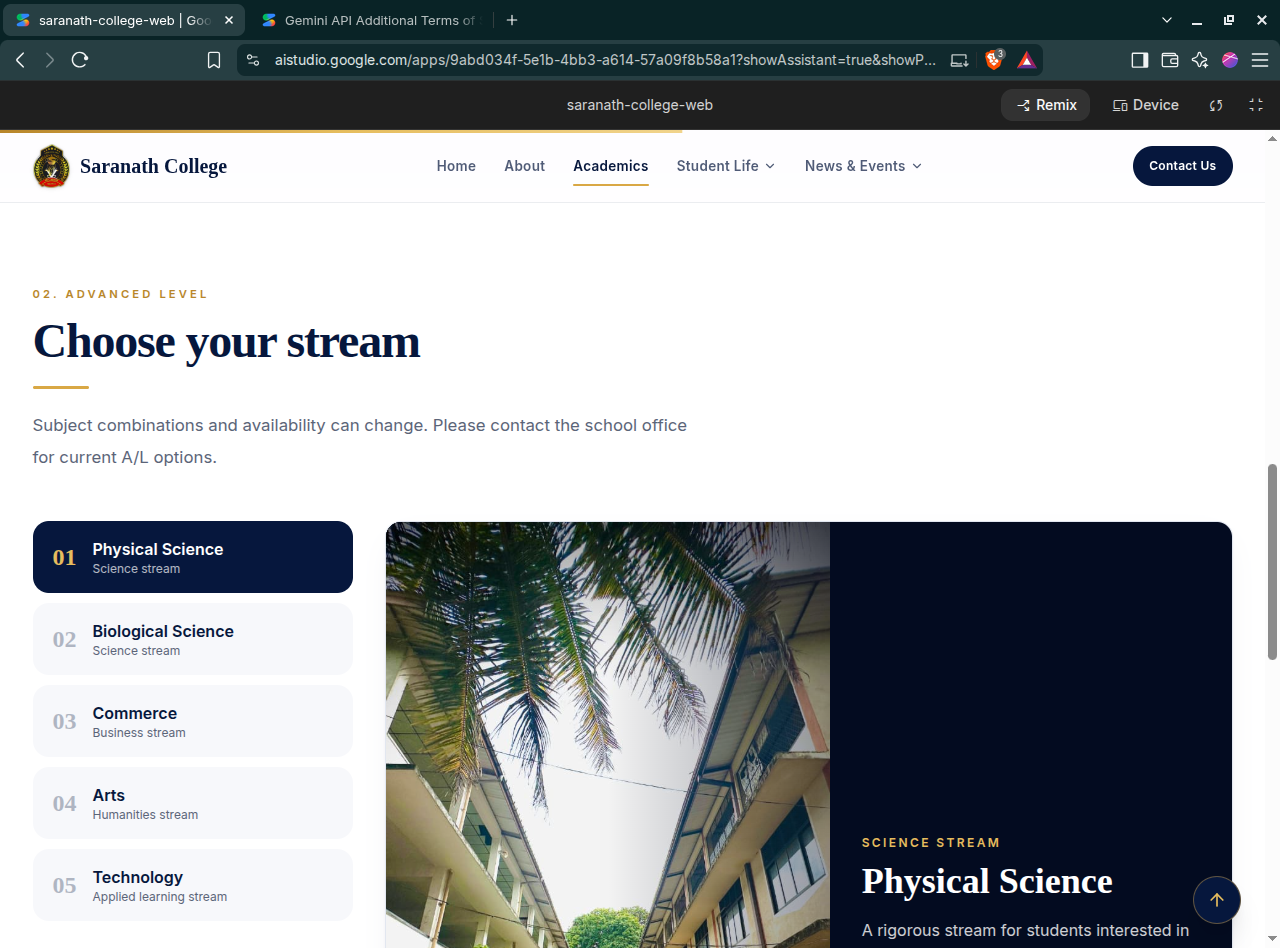 saranath-college-web | Goo
Gemini API Additional Terms of S
aistudio.google.com/apps/9abd034f-5e1b-4bb3-a614-57a09f8b58a1?showAssistant=true&showP...
3
saranath-college-web
Remix
Device
Saranath College
Home
About
Academics
Student Life
News & Events
Contact Us
02. ADVANCED LEVEL
Choose your stream
Subject combinations and availability can change. Please contact the school office
for current A/L options.
01
Physical Science
Science stream
02
Biological Science
Science stream
03
Commerce
Business stream
04
Arts
Humanities stream
05
Technology
Applied learning stream
SCIENCE STREAM
Physical Science
A rigorous stream for students interested in